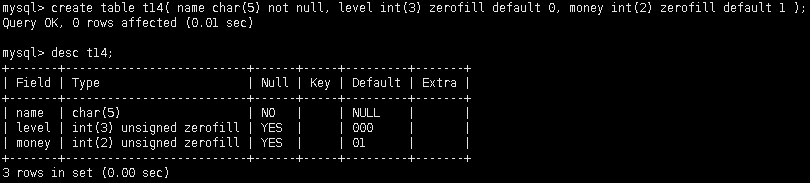 mysql> create table t14( name char(5) not null, level int(3) zerofill default 0, money int(2) zerofill default 1 );
Query OK, 0 rows affected (0.01 sec)
mysql> desc t14;
+-------+--------------------------+------+-----+---------+-------+
| Field | Type                     | Null | Key | Default | Extra |
+-------+--------------------------+------+-----+---------+-------+
| name  | char(5)                  | NO   |     | NULL    |       |
| level | int(3) unsigned zerofill | YES  |     | 000     |       |
| money | int(2) unsigned zerofill | YES  |     | 01      |       |
+-------+--------------------------+------+-----+---------+-------+
3 rows in set (0.00 sec)